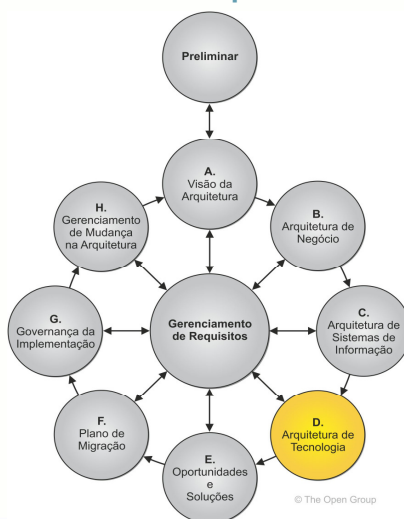 Preliminar
A.
Visão da
Arquitetura
B.
Arquitetura de
Negócio
C.
Arquitetura de
Sistemas de
Informação
D.
Arquitetura de
Tecnologia
E.
Oportunidades
e
Soluções
F.
Plano de
Migração
G.
Governança da
Implementação
H.
Gerenciamento
de Mudança
na Arquitetura
Gerenciamento
de Requisitos
© The Open Group